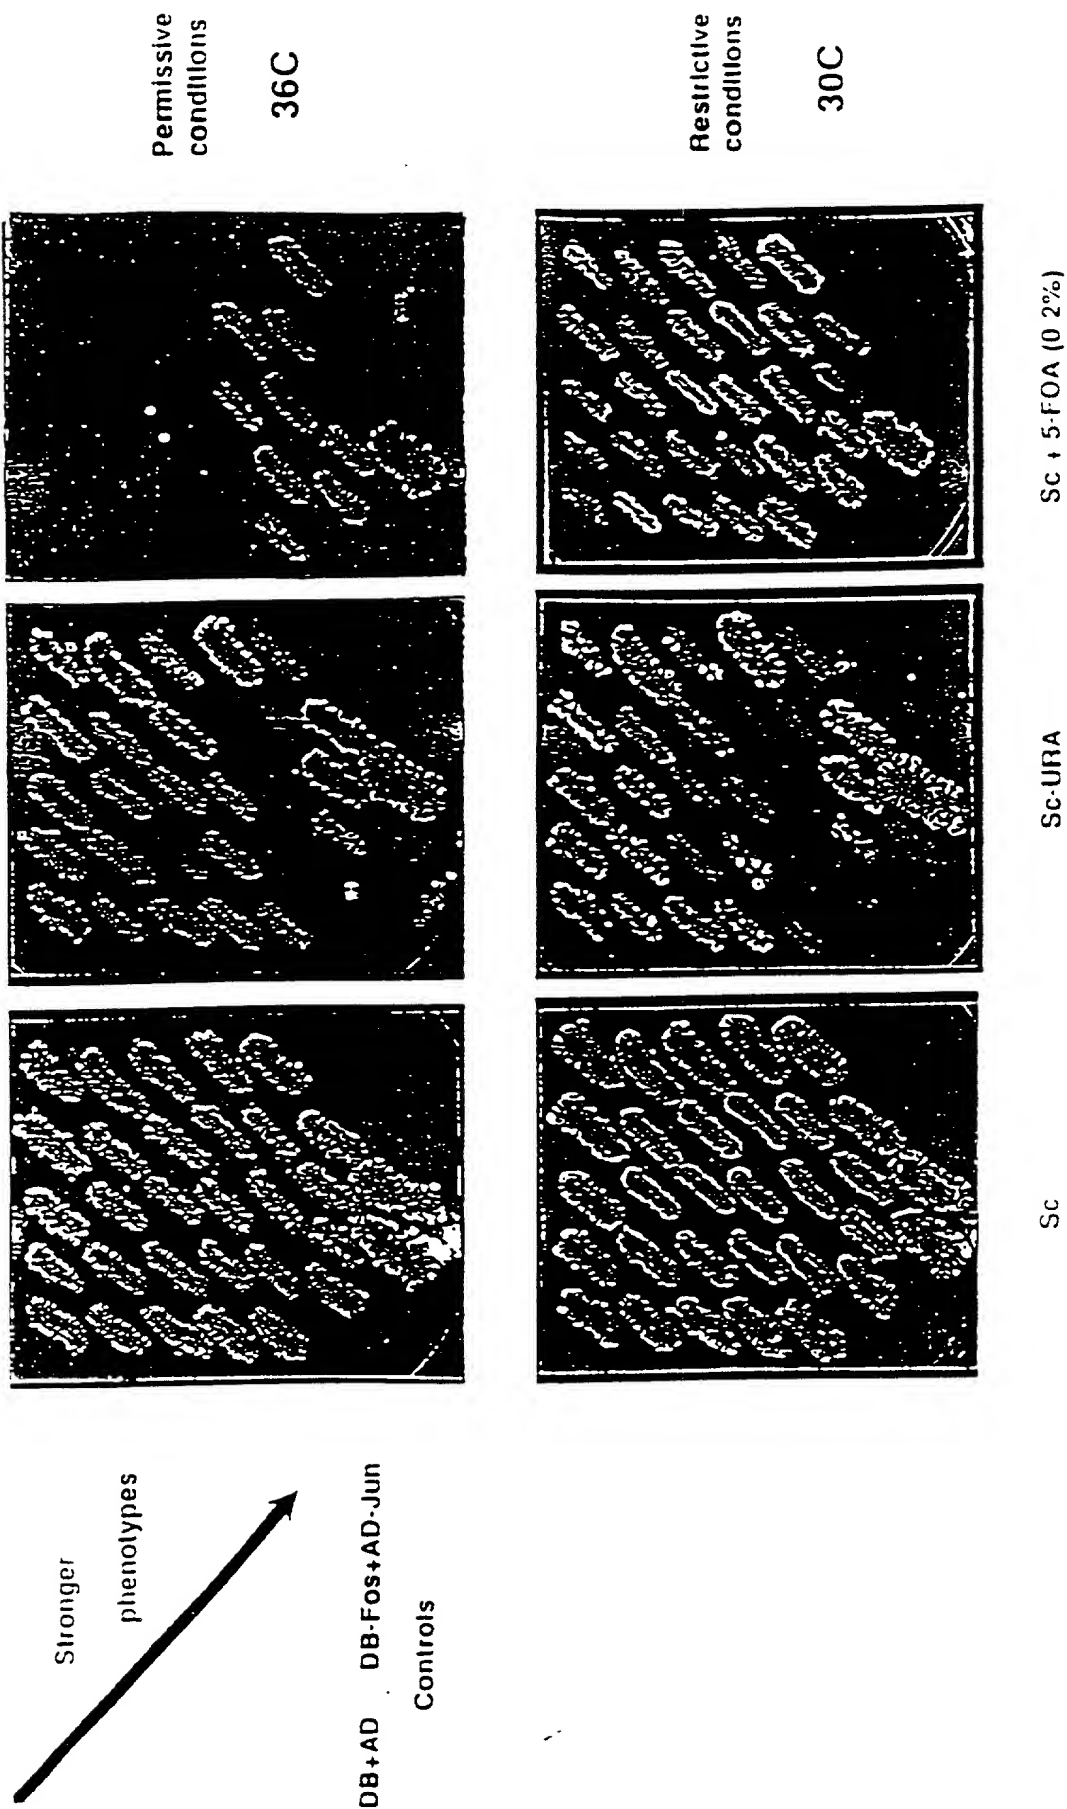 Stronger
phenotypes
DB+AD DB-Fos+AD-Jun
Controls
Permissive
conditions
36C
Restrictive
conditions
30C
Sc
Sc-URA
Sc + 5-FOA (0 2%)